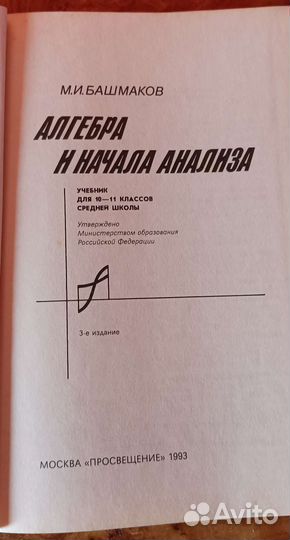 М.И.БАШМАКОВ
АЛГЕБРА
И НАЧАЛА АНАЛИЗА
УЧЕБНИК
ДЛЯ 10—11 КЛАССОВ
СРЕДНЕЙ ШКОЛЫ
Утверждено
Министерством образования
Российской Федерации
3-е издание
МОСКВА «ПРОСВЕЩЕНИЕ» 1993
Avito